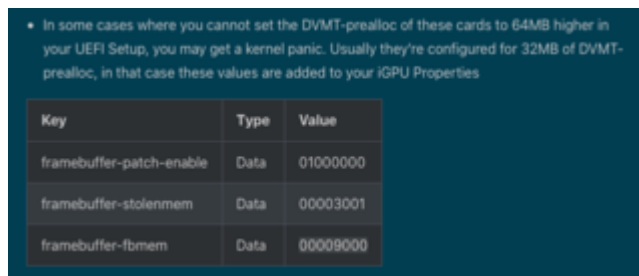 • In some cases where you cannot set the DVMT-prealloc of these cards to 64MB higher in
your UEFI Setup, you may get a kernel panic. Usually they're configured for 32MB of DVMT-
prealloc, in that case these values are added to your iGPU Properties
Key Type Value
framebuffer-patch-enable Data 01000000
framebuffer-stolenmem Data 00003001
framebuffer-fbmem Data 00009000